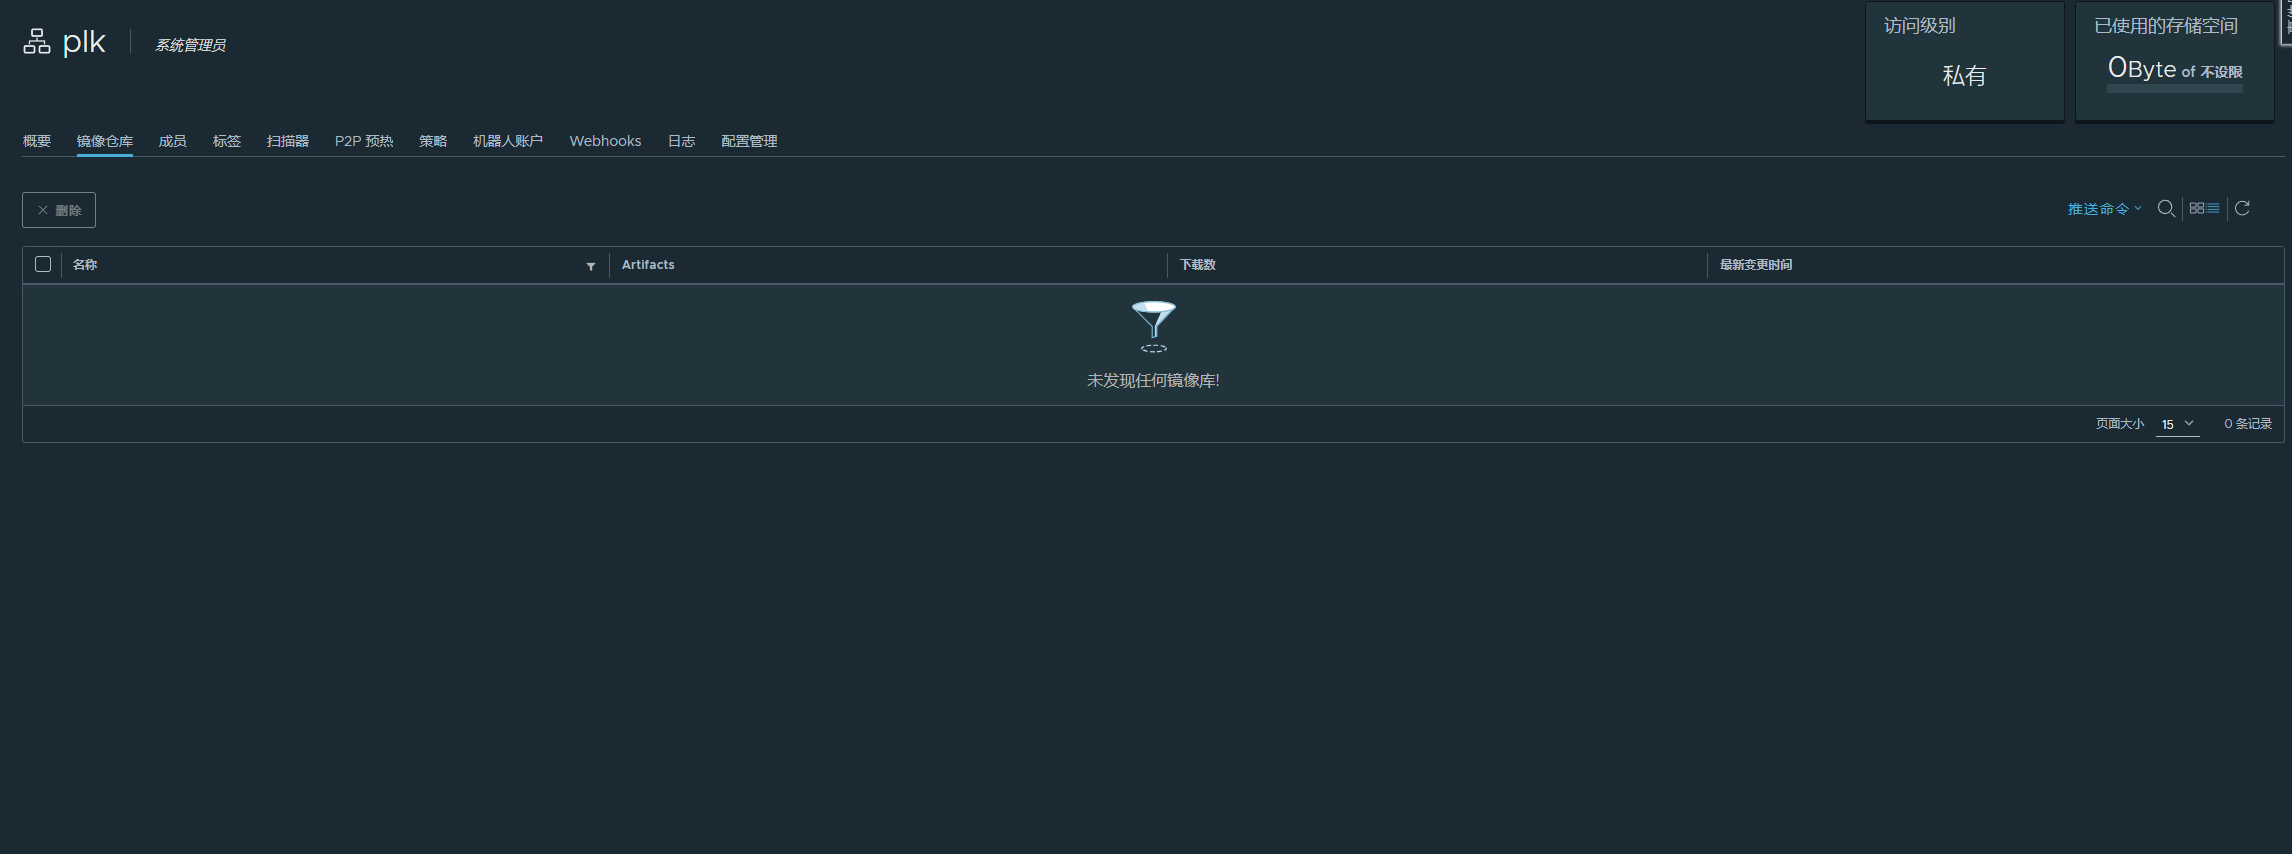 plk
系统管理员
访问级别
私有
已使用的存储空间
0Byte of 不设限
概要 镜像仓库 成员 标签 扫描器 P2P 预热 策略 机器人账户 Webhooks 日志 配置管理
删除
推送命令
名称 Artifacts 下载数 最新变更时间
未发现任何镜像库!
页面大小 15 0 条记录